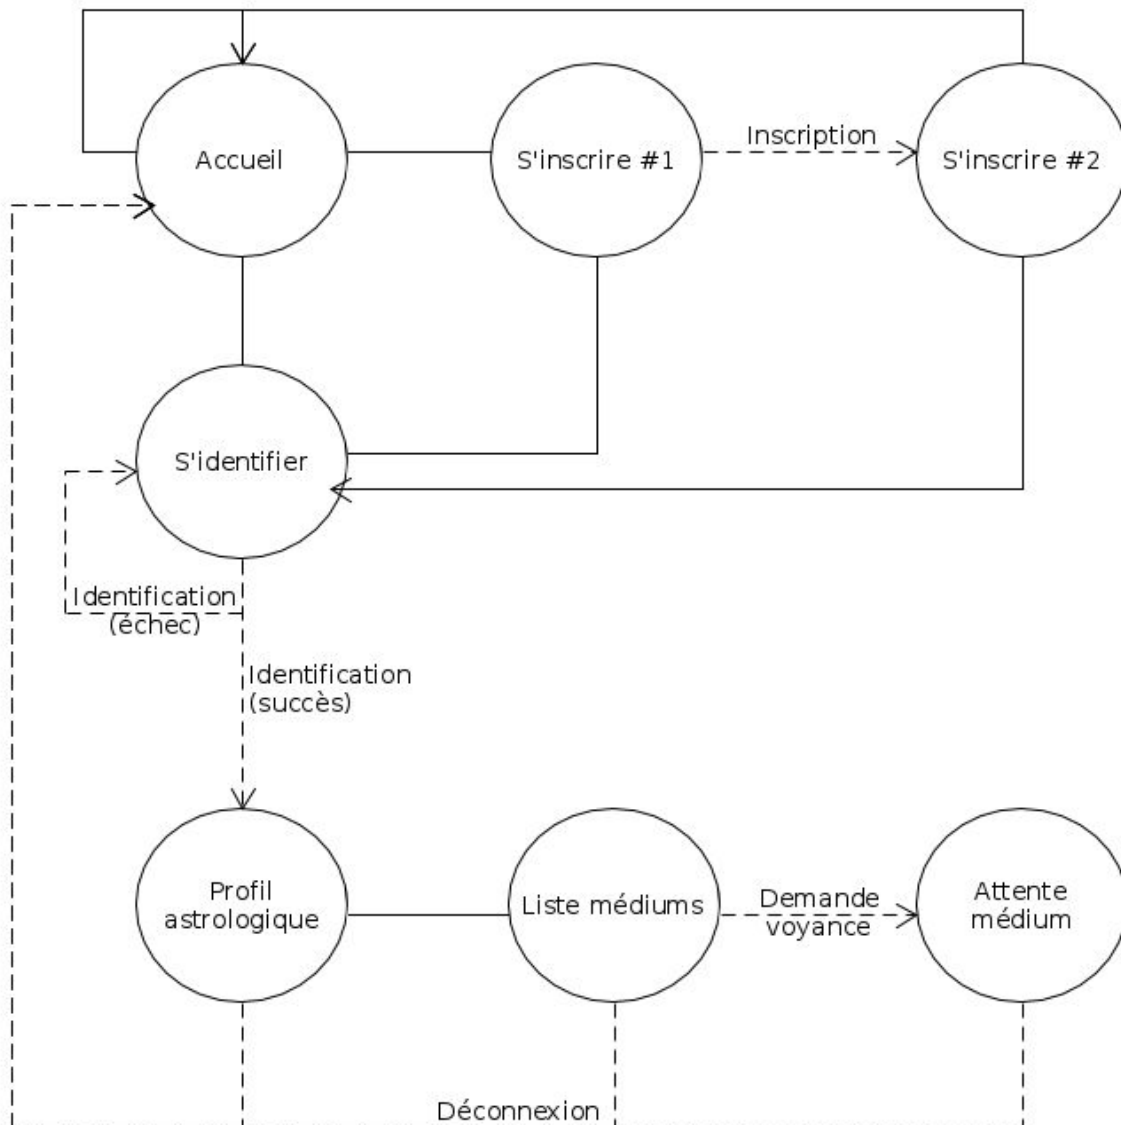 Accueil
S'inscrire #1
Inscription
S'inscrire #2
S'identifier
Identification
(échec)
Identification
(succès)
Profil
astrologique
Liste médiums
Demande
voyance
Attente
médium
Déconnexion